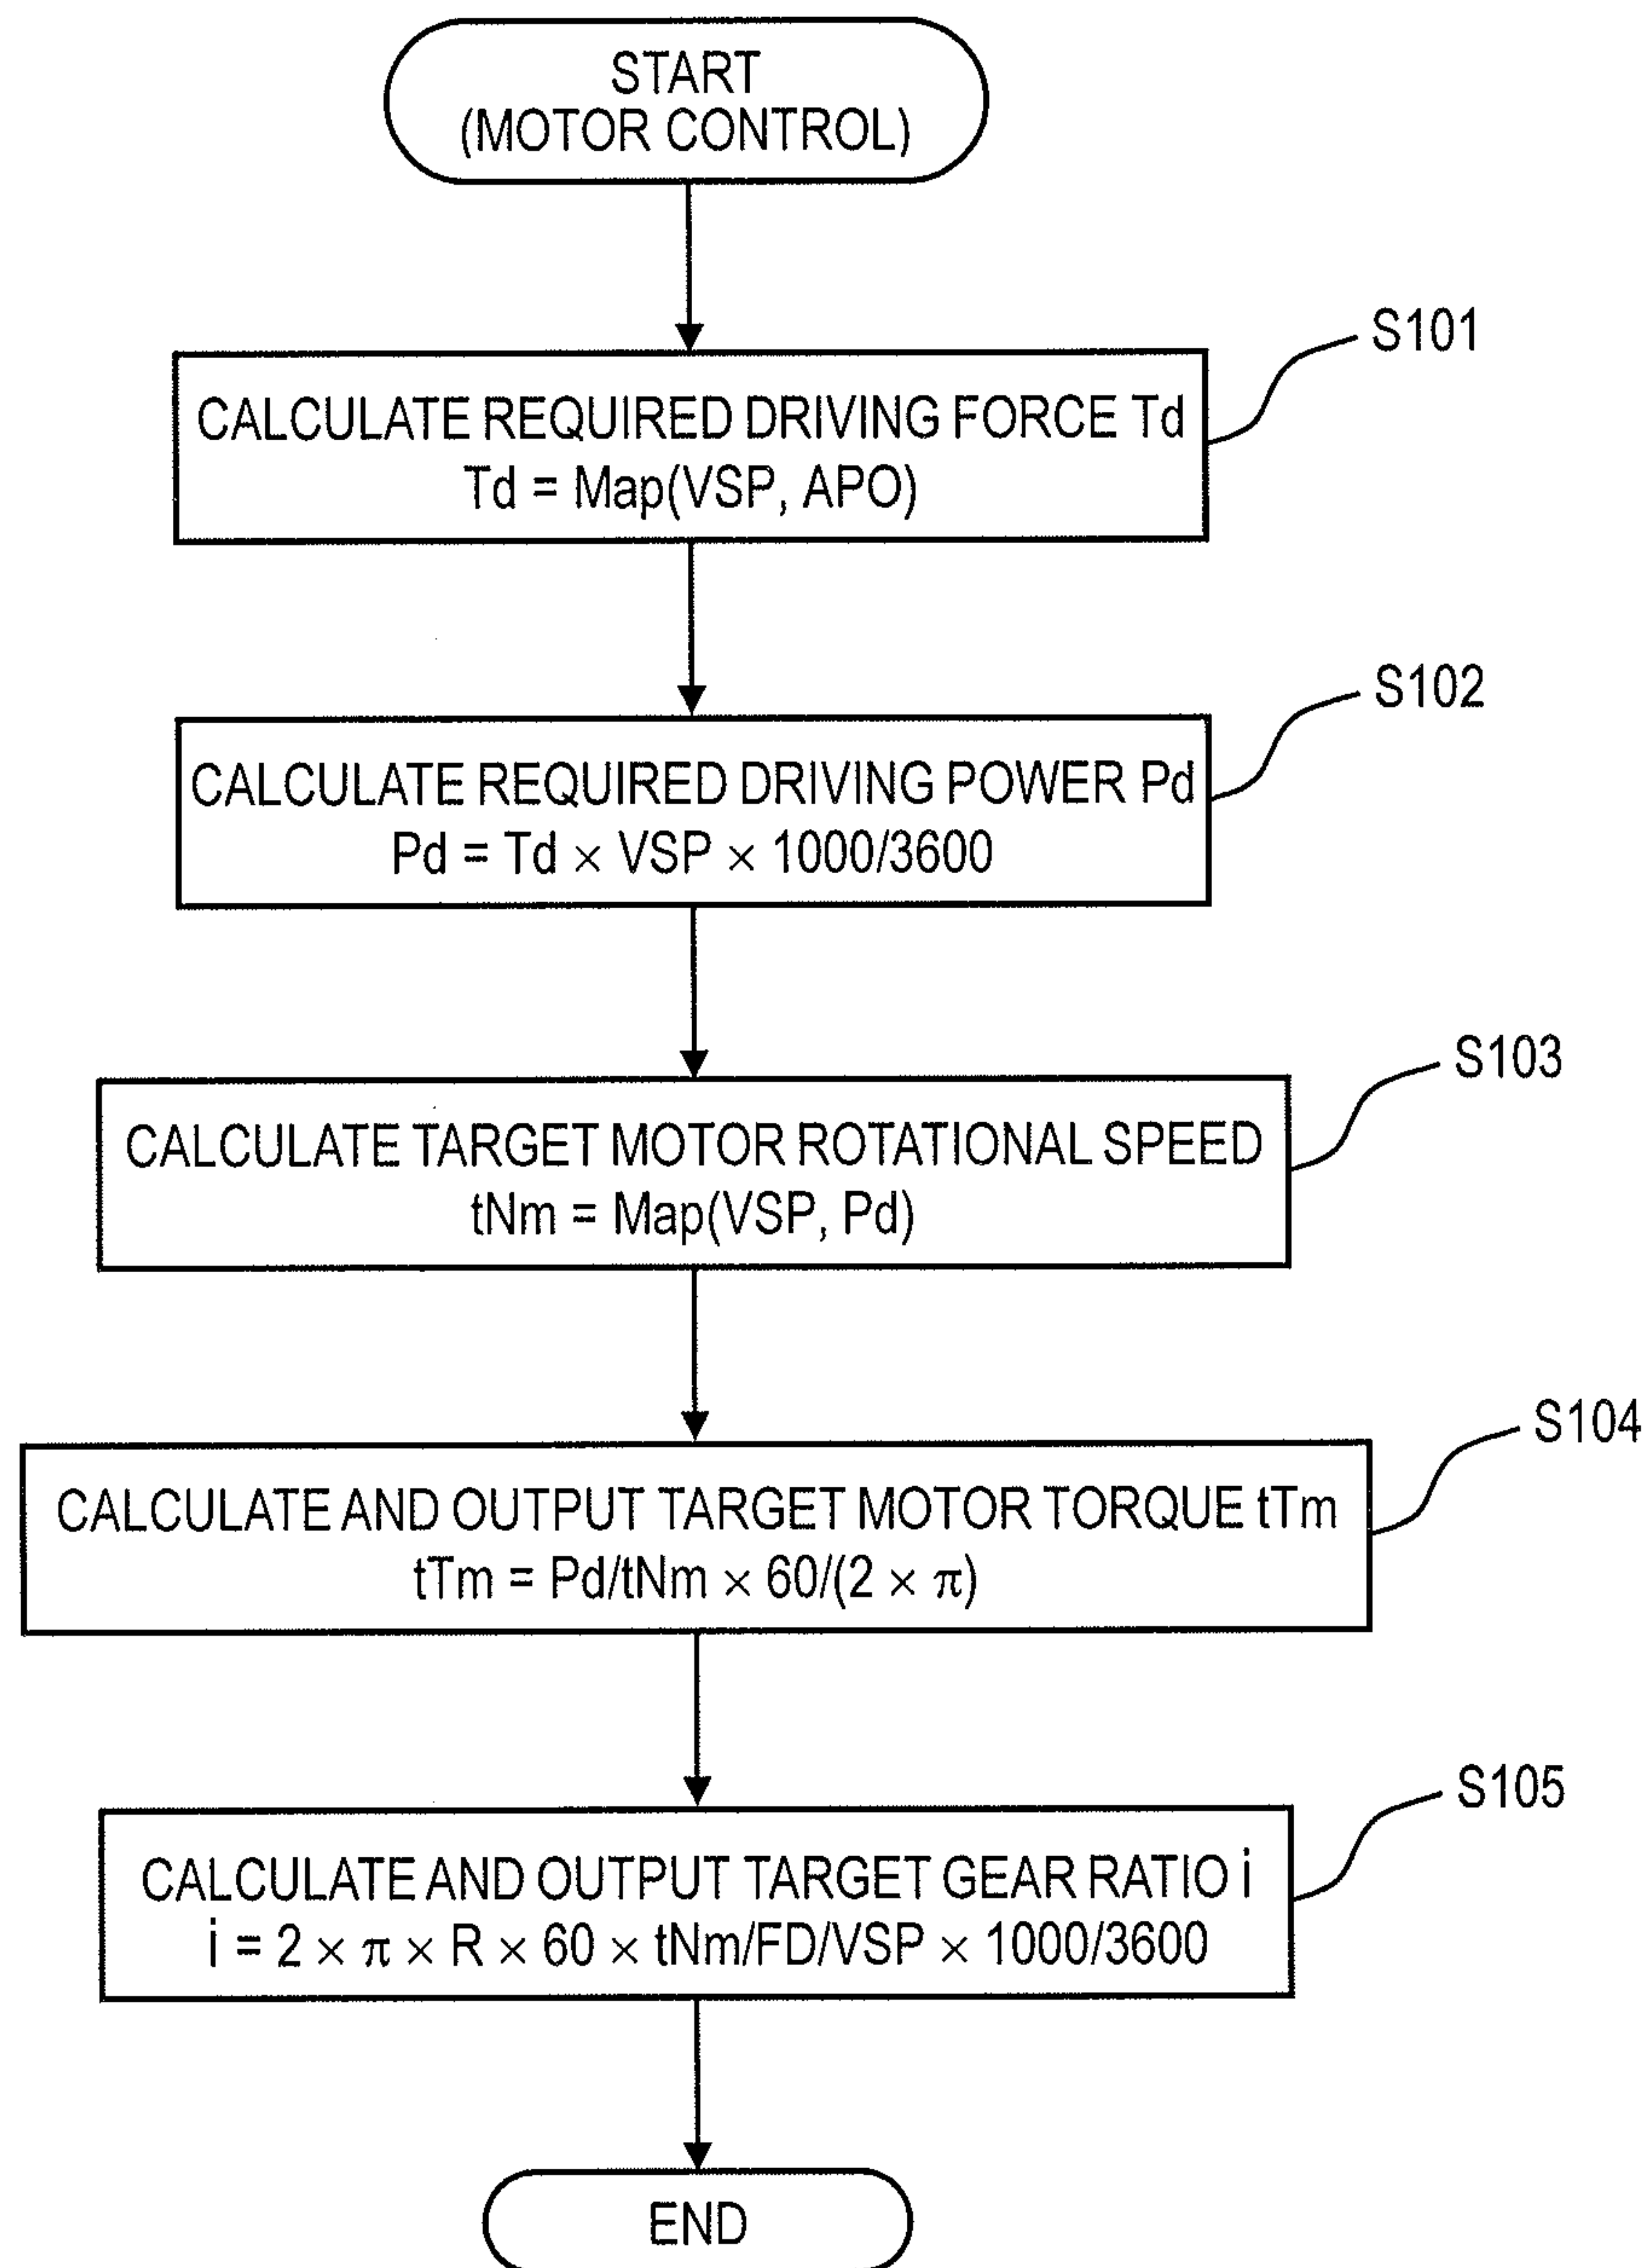 START
(MOTOR CONTROL)
S101
CALCULATE REQUIRED DRIVING FORCE Td
Td = Map(VSP, APO)
S102
CALCULATE REQUIRED DRIVING POWER Pd
Pd = Td × VSP × 1000/3600
S103
CALCULATE TARGET MOTOR ROTATIONAL SPEED
tNm = Map(VSP, Pd)
S104
CALCULATE AND OUTPUT TARGET MOTOR TORQUE tTm
tTm = Pd/tNm × 60/(2 × π)
S105
CALCULATE AND OUTPUT TARGET GEAR RATIO i
i = 2 × π × R × 60 × tNm/FD/VSP × 1000/3600
END